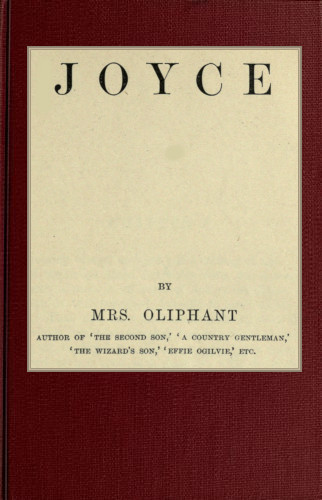 JOYCE
BY
MRS. OLIPHANT
AUTHOR OF 'THE SECOND SON,' 'A COUNTRY GENTLEMAN,'
'THE WIZARD'S SON,' 'EFFIE OGILVIE,' ETC.